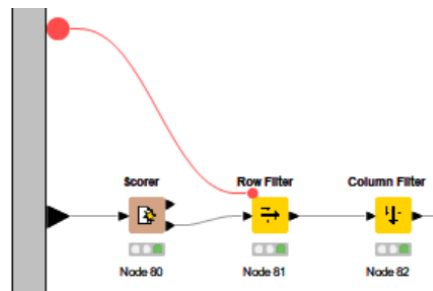 Scorer
Row Filter
Column Filter
Node 80
Node 81
Node 82